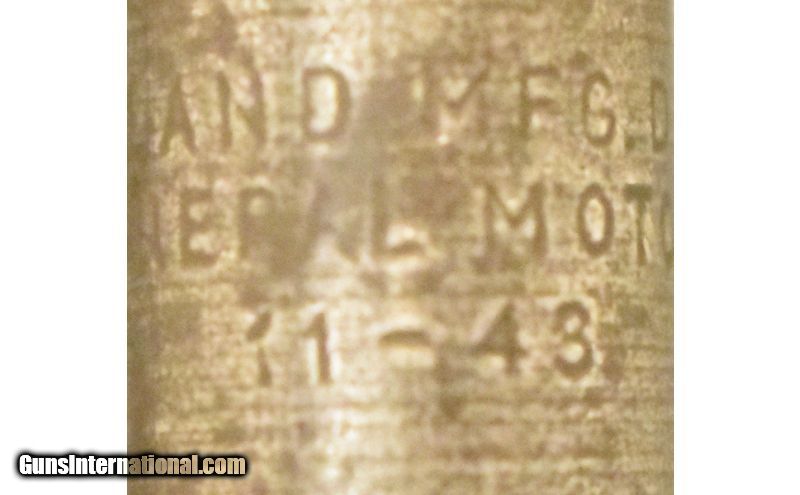 AND MFG. D
NERAL MOTO
11-43
GunsInternational.com